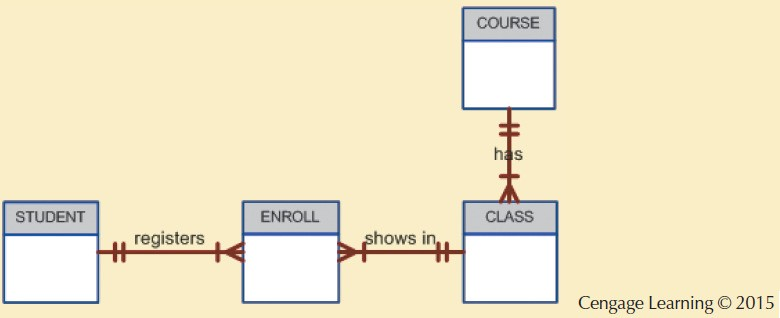 COURSE
has
STUDENT
registers
ENROLL
shows in
CLASS
Cengage Learning © 2015